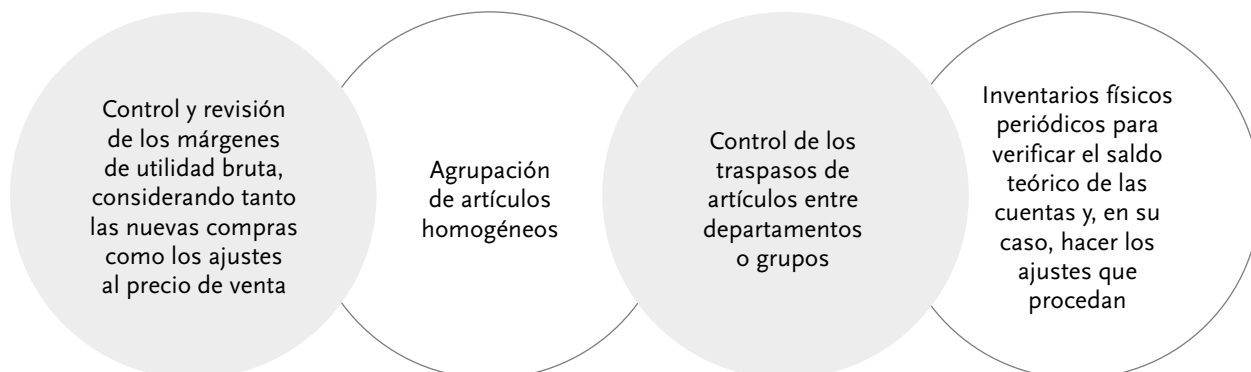 Control y revisión
de los márgenes
de utilidad bruta,
considerando tanto
las nuevas compras
como los ajustes
al precio de venta
Agrupación
de artículos
homogéneos
Control de los
traspasos de
artículos entre
departamentos
o grupos
Inventarios físicos
periódicos para
verificar el saldo
teórico de las
cuentas y, en su
caso, hacer los
ajustes que
procedan